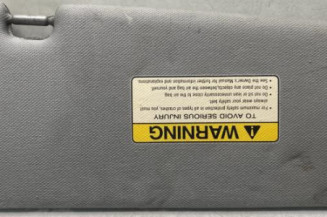 WARNING
TO AVOID SERIOUS INJURY
• For maximum safety protection in all types of crashes, you must
always wear your safety belt.
• Do not sit or lean unnecessarily close to the air bag.
• Do not place any objects between the air bag and you.
• See the Owner's Manual for further information and explanations.